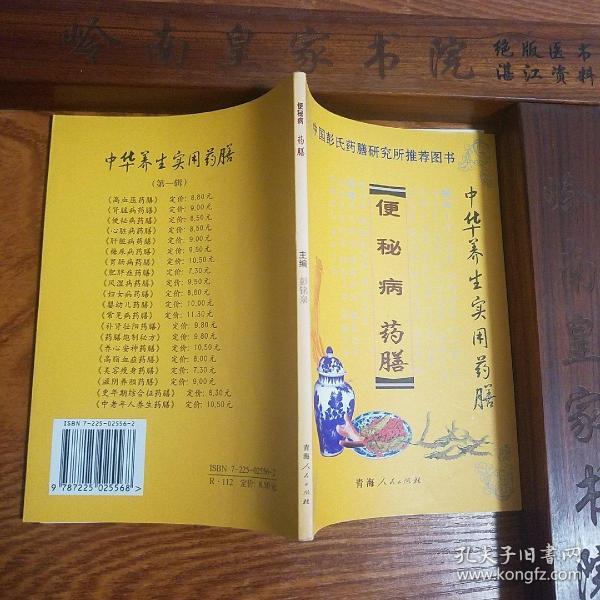 岭南皇家书院
绝版医书
湛江资料
中华养生实用药膳
(第一辑)
《高血压药膳》 定价: 8.80元
《肾脏病药膳》 定价: 9.00元
《便秘病药膳》 定价: 8.50元
《心脏病药膳》 定价: 8.50元
《肝脏病药膳》 定价: 9.00元
《糖尿病药膳》 定价: 9.50元
《胃肠病药膳》 定价: 10.50元
《肥胖症药膳》 定价: 7.30元
《风湿病药膳》 定价: 9.50元
《妇女病药膳》 定价: 8.60元
《婴幼儿药膳》 定价: 10.00元
《常见病药膳》 定价: 11.30元
《补肾壮阳药膳》 定价: 9.80元
《药膳炮制秘方》 定价: 9.80元
《养心安神药膳》 定价: 10.50元
《高脂血症药膳》 定价: 8.00元
《美容瘦身药膳》 定价: 7.30元
《滋阴养颜药膳》 定价: 9.00元
《更年期综合征药膳》 定价: 8.30元
《中老年人养生药膳》 定价: 10.50元
ISBN 7-225-02556-2
9 787225 025568 >
ISBN 7-225-02556-2
R·112 定价: 8.50元
便秘病 药膳
主编 彭铭泉
青海人民出版社
中国彭氏药膳研究所推荐图书
中华养生实用药膳
【便秘病药膳】
青海人民出版社
家书院
孔夫子旧书网
www.kongfz.com